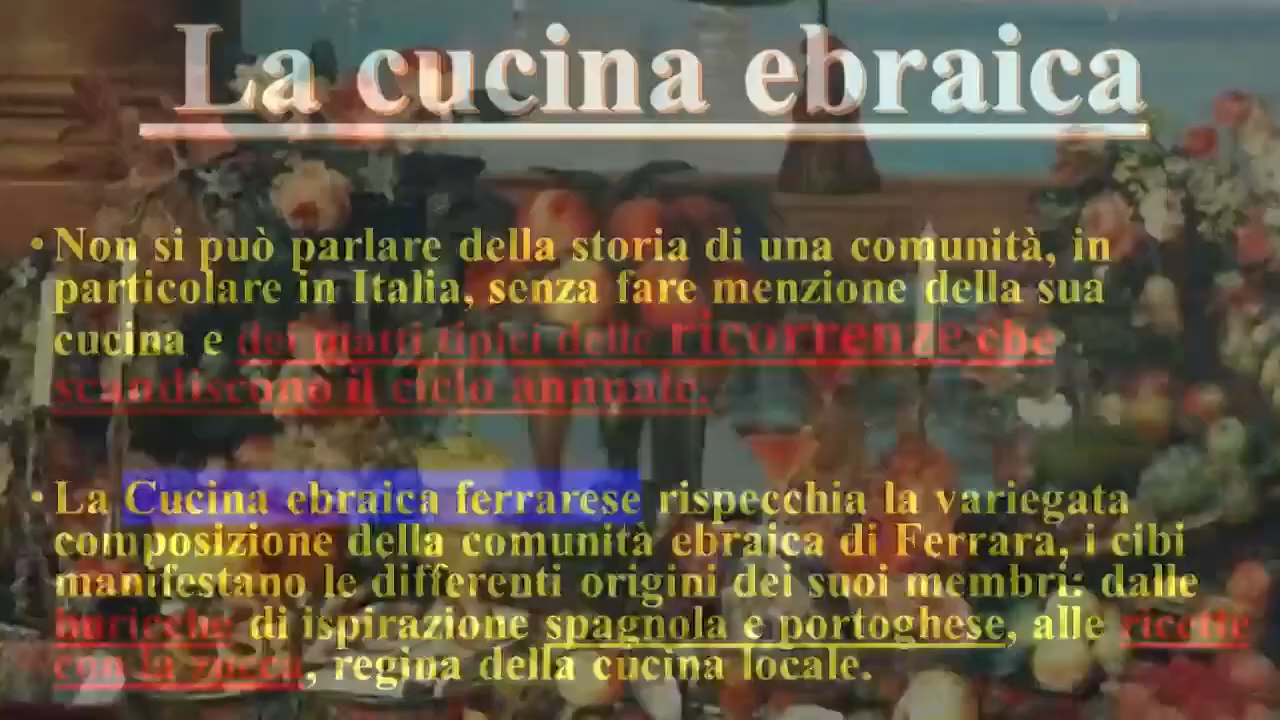 La cucina ebraica
• Non si può parlare della storia di una comunità, in
particolare in Italia, senza fare menzione della sua
cucina e dei piatti tipici delle ricorrenze che
scandiscono il ciclo annuale.
• La Cucina ebraica ferrarese rispecchia la variegata
composizione della comunità ebraica di Ferrara, i cibi
manifestano le differenti origini dei suoi membri: dalle
buricche di ispirazione spagnola e portoghese, alle ricette
con la zucca, regina della cucina locale.